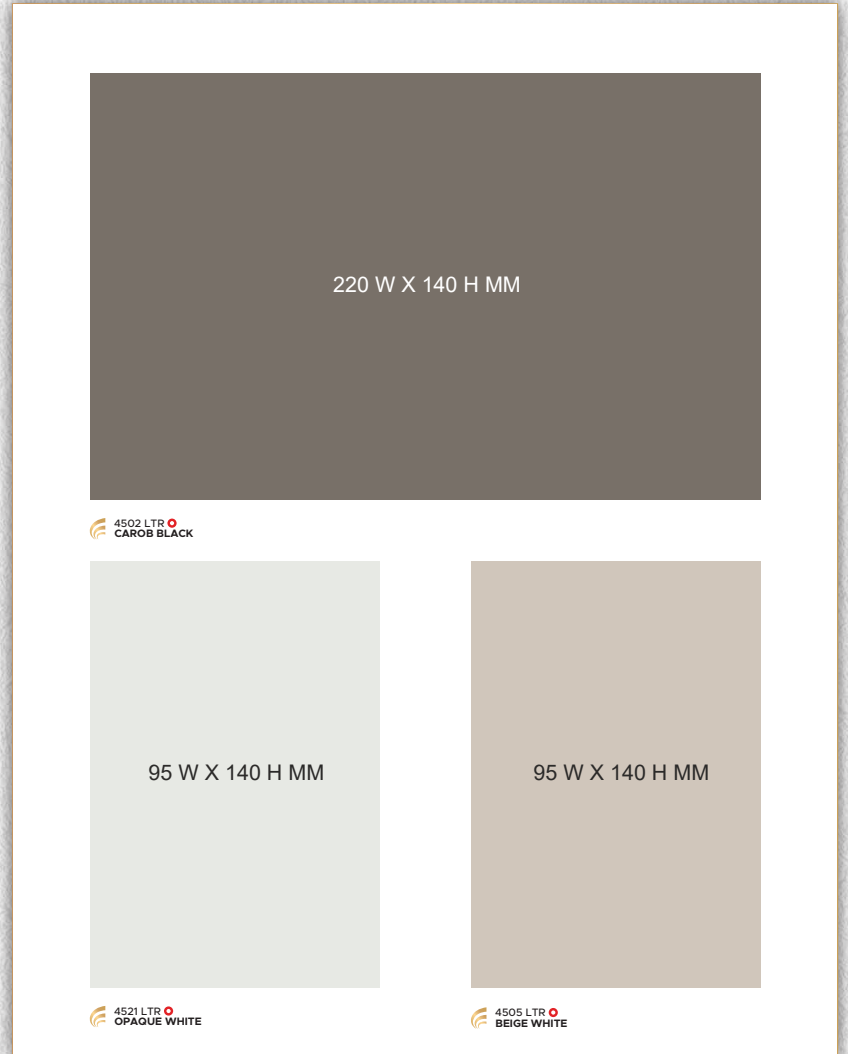 220 W X 140 H MM
4502 LTR
CAROB BLACK
95 W X 140 H MM
95 W X 140 H MM
4521 LTR
OPAQUE WHITE
4505 LTR
BEIGE WHITE